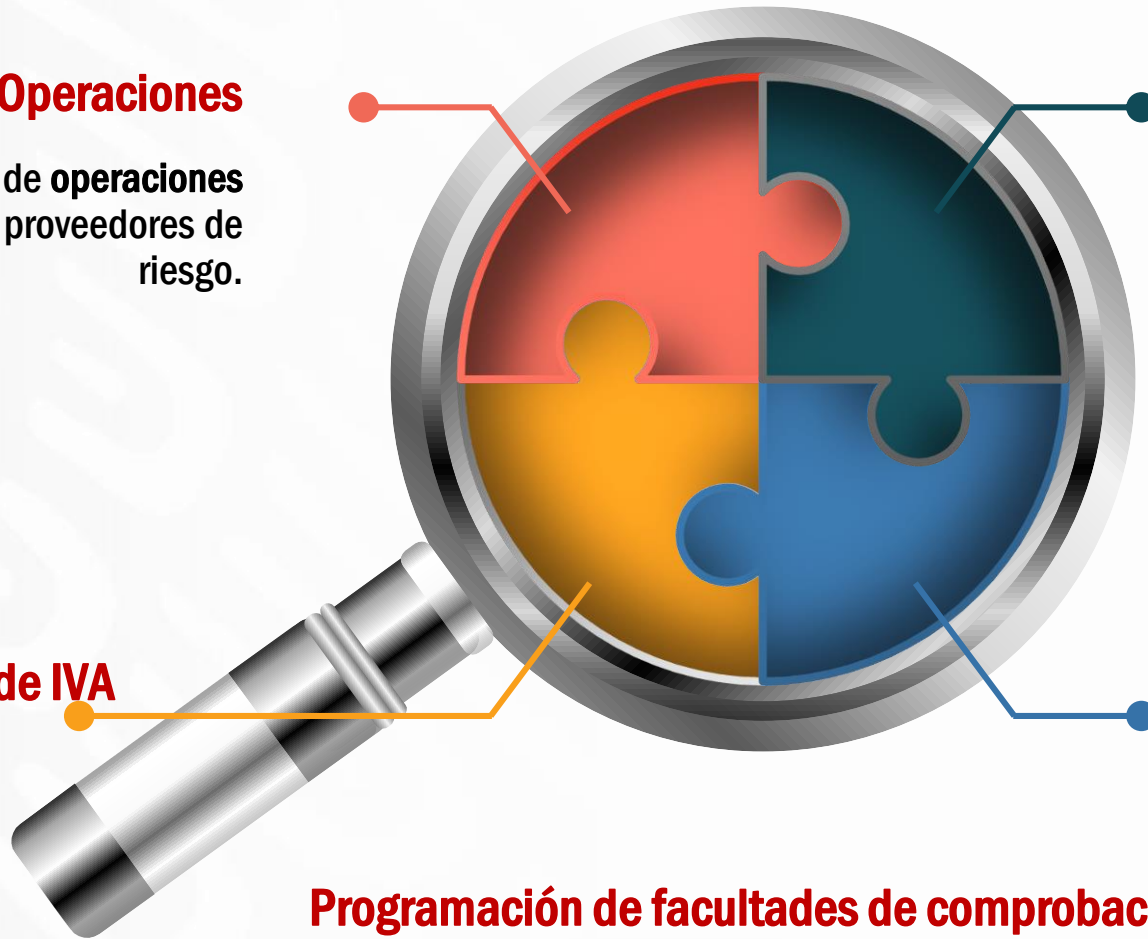 Operaciones
de operaciones
proveedores de
riesgo.
de IVA
Programación de facultades de comprobac